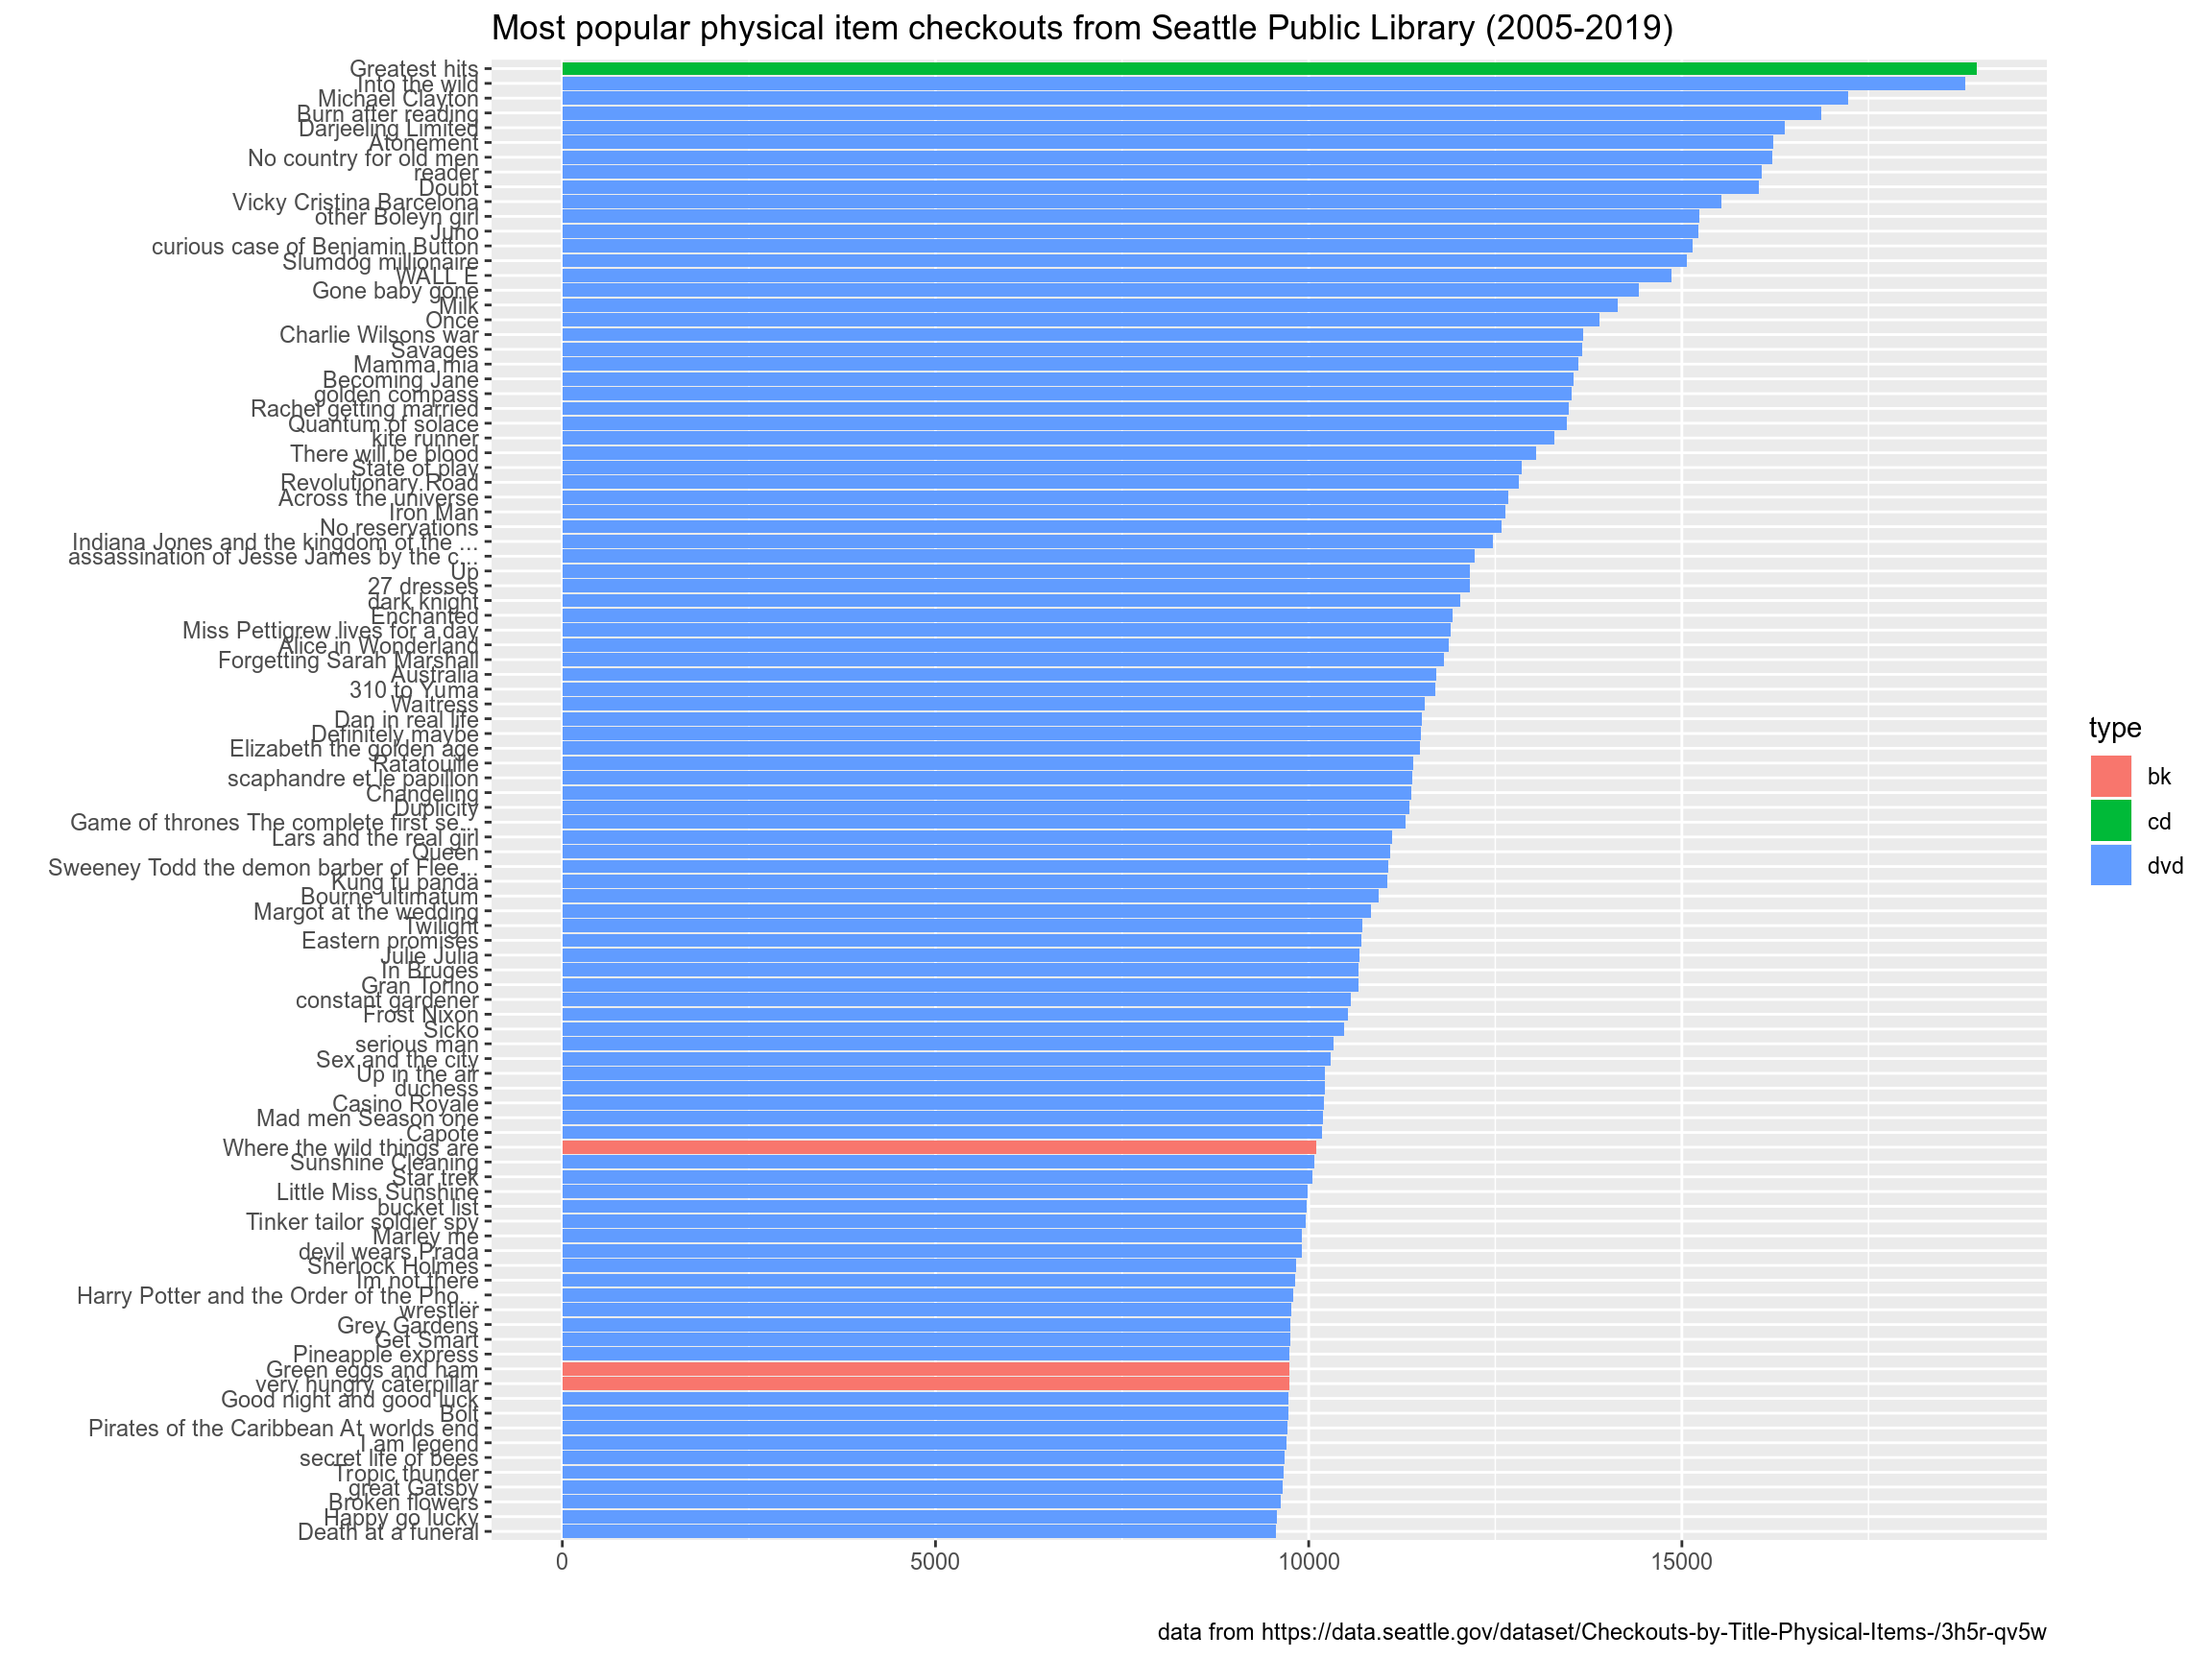 Most popular physical item checkouts from Seattle Public Library (2005-2019)
Greatest hits
Into the wild
Michael Clayton
Burn after reading
Darjeeling Limited
Atonement
No country for old men
reader
Doubt
Vicky Cristina Barcelona
other Boleyn girl
Juno
curious case of Benjamin Button
Slumdog millionaire
WALL E
Gone baby gone
Milk
Once
Charlie Wilsons war
Savages
Mamma mia
Becoming Jane
golden compass
Rachel getting married
Quantum of solace
kite runner
There will be blood
State of play
Revolutionary Road
Across the universe
Iron Man
No reservations
Indiana Jones and the kingdom of the ...
assassination of Jesse James by the c...
Up
27 dresses
dark knight
Enchanted
Miss Pettigrew lives for a day
Alice in Wonderland
Forgetting Sarah Marshall
Australia
310 to Yuma
Waitress
Dan in real life
Definitely maybe
Elizabeth the golden age
Ratatouille
scaphandre et le papillon
Changeling
Duplicity
Game of thrones The complete first se...
Lars and the real girl
Queen
Sweeney Todd the demon barber of Flee...
Kung fu panda
Bourne ultimatum
Margot at the wedding
Twilight
Eastern promises
Julie Julia
In Bruges
Gran Torino
constant gardener
Frost Nixon
Sicko
serious man
Sex and the city
Up in the air
duchess
Casino Royale
Mad men Season one
Capote
Where the wild things are
Sunshine Cleaning
Star trek
Little Miss Sunshine
bucket list
Tinker tailor soldier spy
Marley me
devil wears Prada
Sherlock Holmes
Im not there
Harry Potter and the Order of the Pho...
wrestler
Grey Gardens
Get Smart
Pineapple express
Green eggs and ham
very hungry caterpillar
Good night and good luck
Bolt
Pirates of the Caribbean At worlds end
I am legend
secret life of bees
Tropic thunder
great Gatsby
Broken flowers
Happy go lucky
Death at a funeral
0 5000 10000 15000
type
bk
cd
dvd
data from https://data.seattle.gov/dataset/Checkouts-by-Title-Physical-Items-/3h5r-qv5w